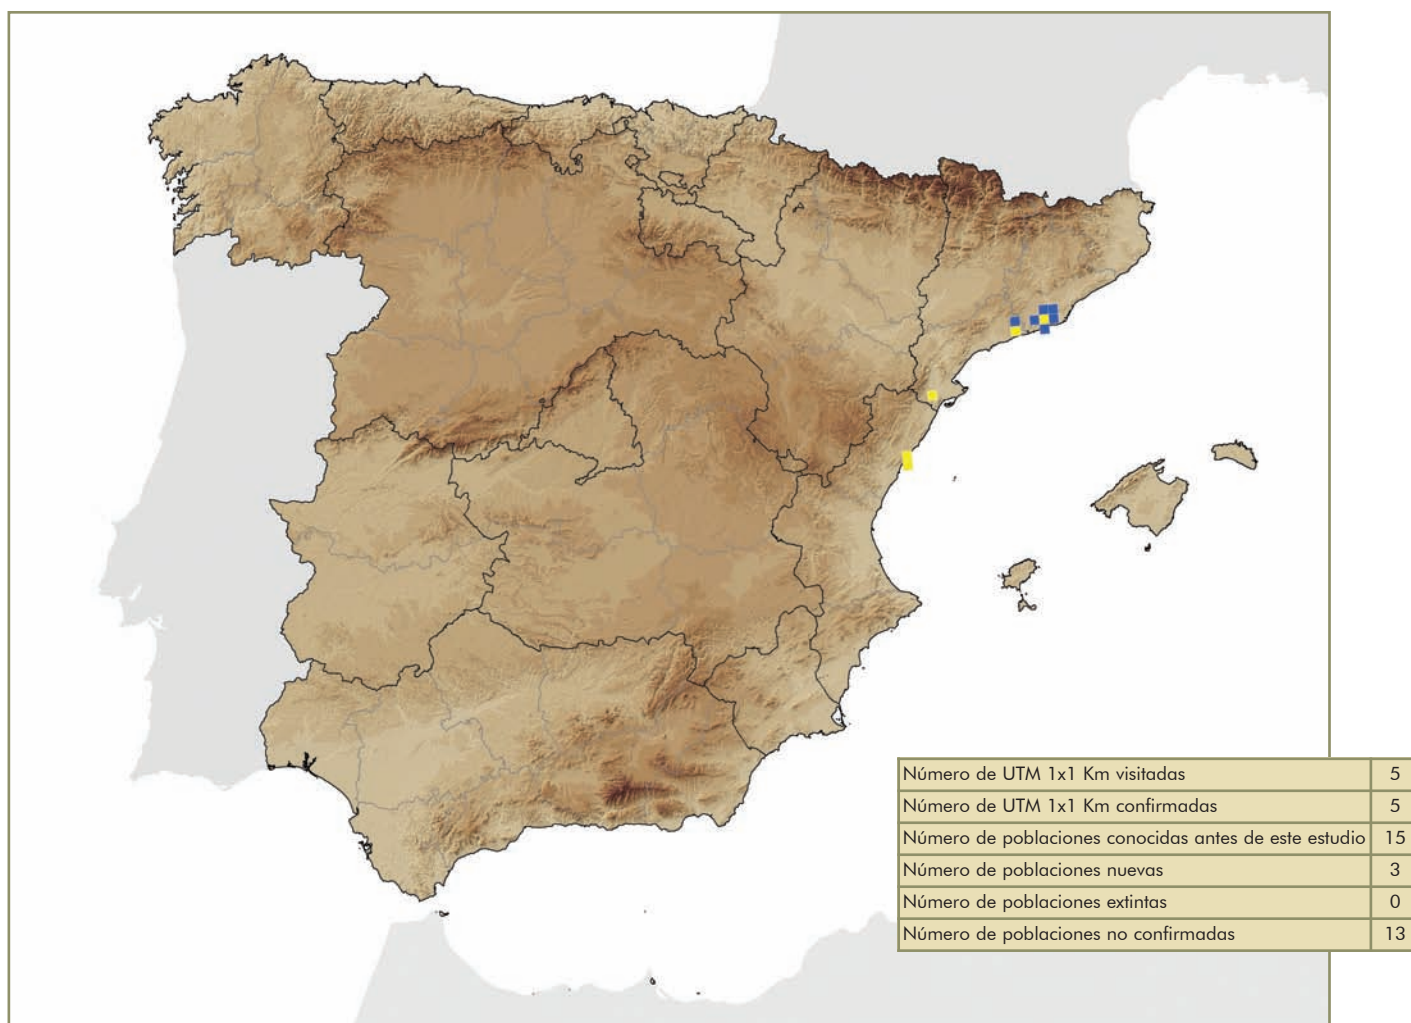 Número de UTM 1x1 Km visitadas 5
Número de UTM 1x1 Km confirmadas 5
Número de poblaciones conocidas antes de este estudio 15
Número de poblaciones nuevas 3
Número de poblaciones extintas 0
Número de poblaciones no confirmadas 13